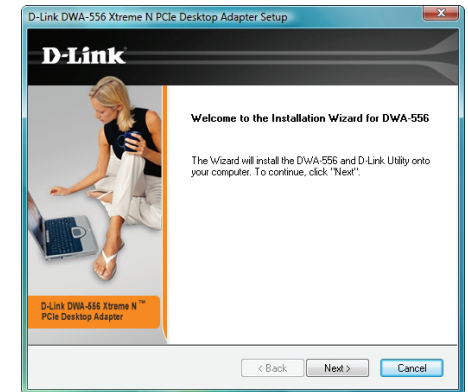 D-Link DWA-556 Xtreme N PCIe Desktop Adapter Setup
X
D-Link
Welcome to the Installation Wizard for DWA-556
The Wizard will install the DWA-556 and D-Link Utility onto
your computer. To continue, click "Next".
D-Link DWA-556 Xtreme N ™
PCIe Desktop Adapter
< Back
Next >
Cancel